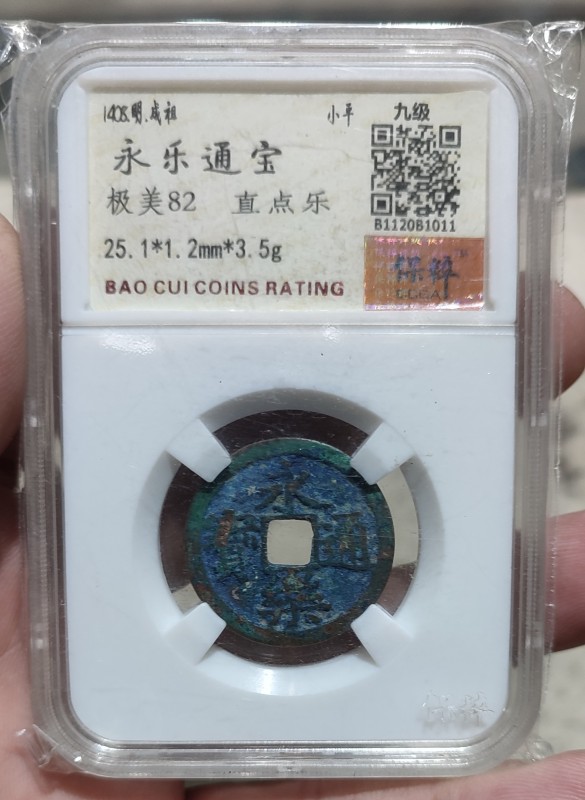 1408.明.成祖 小平 九级
永乐通宝
极美82 直点乐
B1120B1011
25.1*1.2mm*3.5g
BAO CUI COINS RATING
永樂通寶